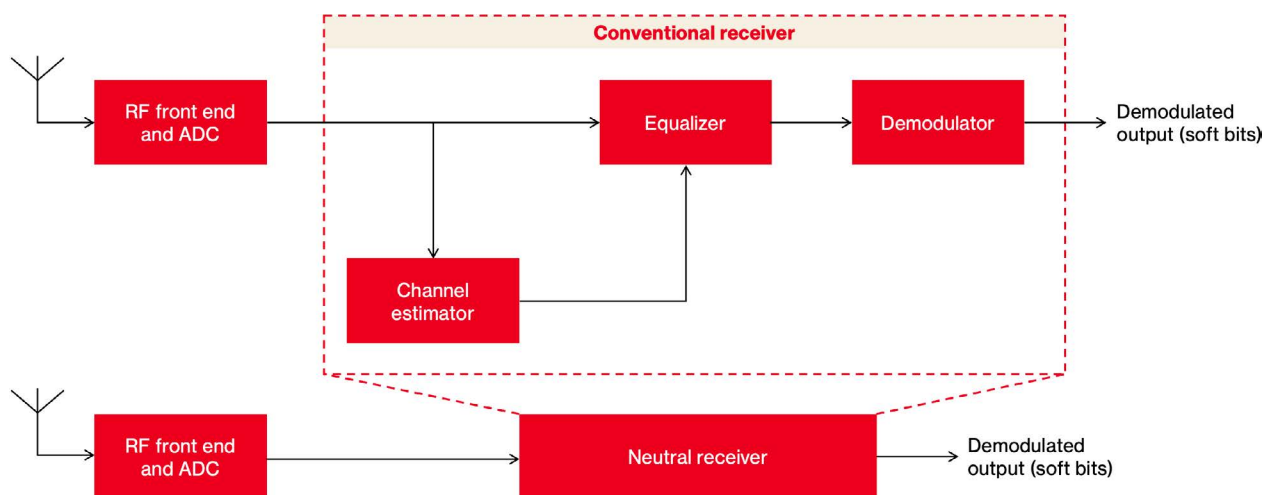 Conventional receiver
RF front end
and ADC
Equalizer
Demodulator
Demodulated
output (soft bits)
Channel
estimator
RF front end
and ADC
Neutral receiver
Demodulated
output (soft bits)